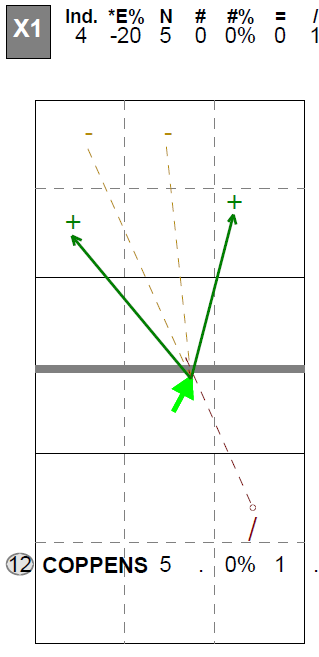 X1 Ind. *E% N # #% = /
4 -20 5 0 0% 0 1
- -
+ +
/
12 COPPENS 5 . 0% 1 .